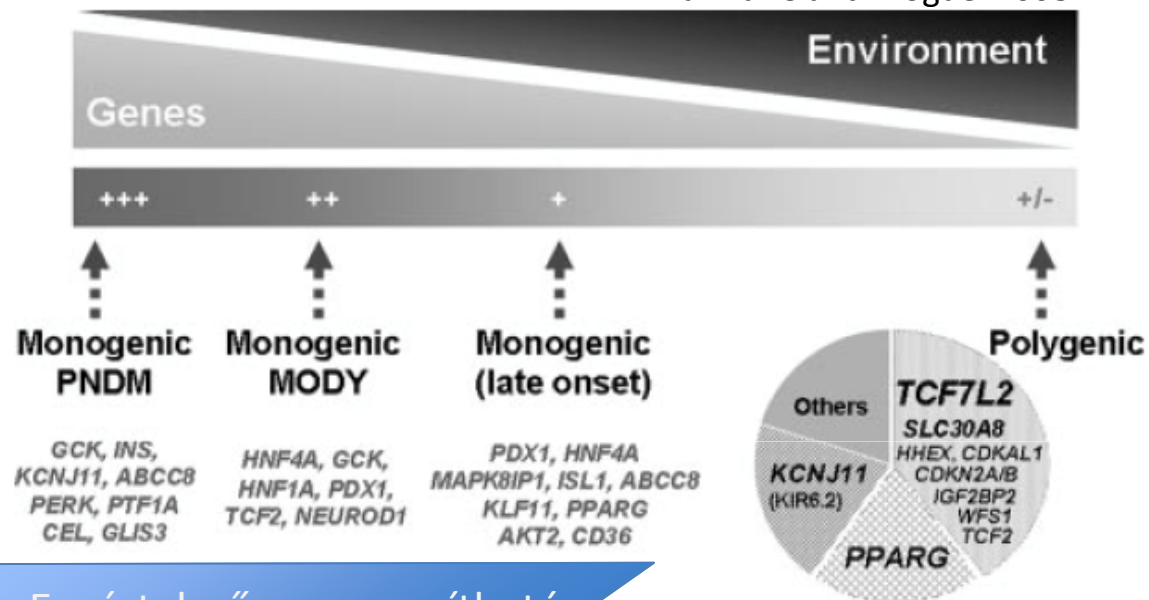 Environment
Genes
+++
++
+
+/-
Monogenic
PNDM
Monogenic
MODY
Monogenic
(late onset)
Polygenic
GCK, INS,
KCNJ11, ABCC8
PERK, PTF1A
CEL, GLIS3
HNF4A, GCK,
HNF1A, PDX1,
TCF2, NEUROD1
PDX1, HNF4A
MAPK8IP1, ISL1, ABCC8
KLF11, PPARG
AKT2, CD36
Others
KCNJ11
(KIR6.2)
PPARG
TCF7L2
SLC30A8
HHEX, CDKAL1
CDKN2A/B
IGF2BP2
WFS1
TCF2